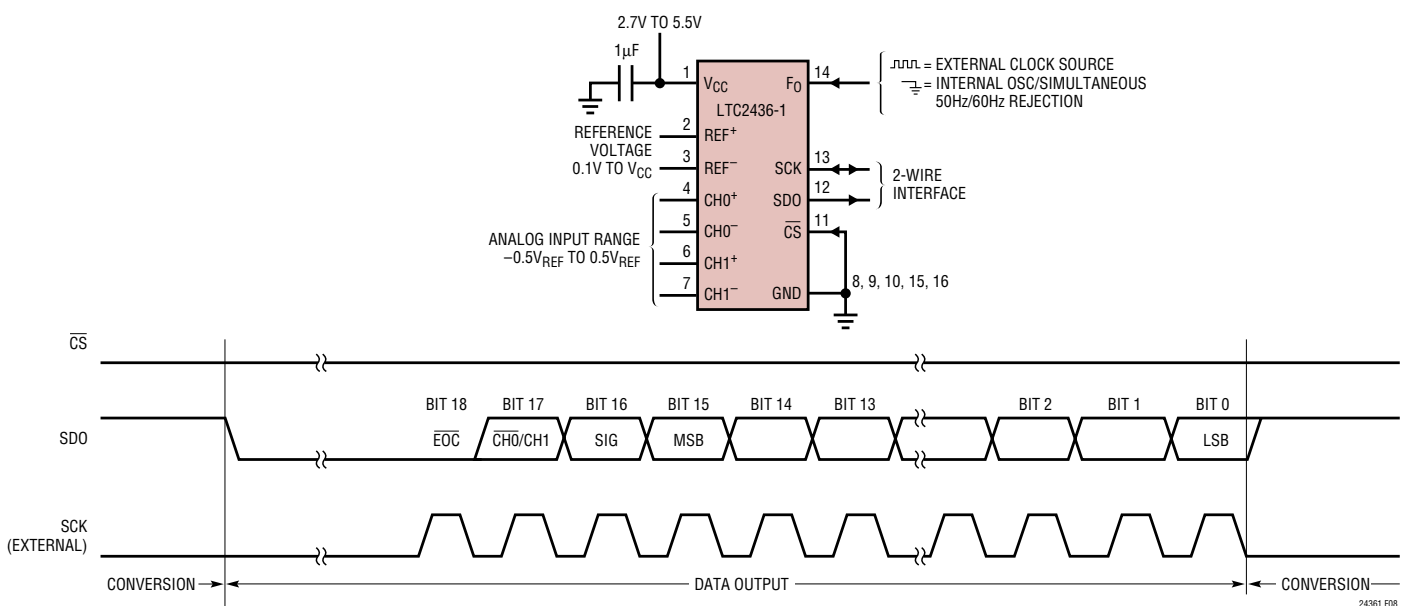 2.7V TO 5.5V
1µF
1
VCC
FO
14
LTC2436-1
= EXTERNAL CLOCK SOURCE
= INTERNAL OSC/SIMULTANEOUS
50Hz/60Hz REJECTION
REFERENCE
VOLTAGE
0.1V TO VCC
2
REF+
3
REF–
SCK
13
SDO
12
2-WIRE
INTERFACE
4
CH0+
5
CH0–
CS
11
ANALOG INPUT RANGE
–0.5VREF TO 0.5VREF
6
CH1+
7
CH1–
GND
8, 9, 10, 15, 16
CS
BIT 18
BIT 17
BIT 16
BIT 15
BIT 14
BIT 13
BIT 2
BIT 1
BIT 0
SDO
EOC
CH0/CH1
SIG
MSB
LSB
SCK
(EXTERNAL)
CONVERSION
DATA OUTPUT
CONVERSION
24361 F08